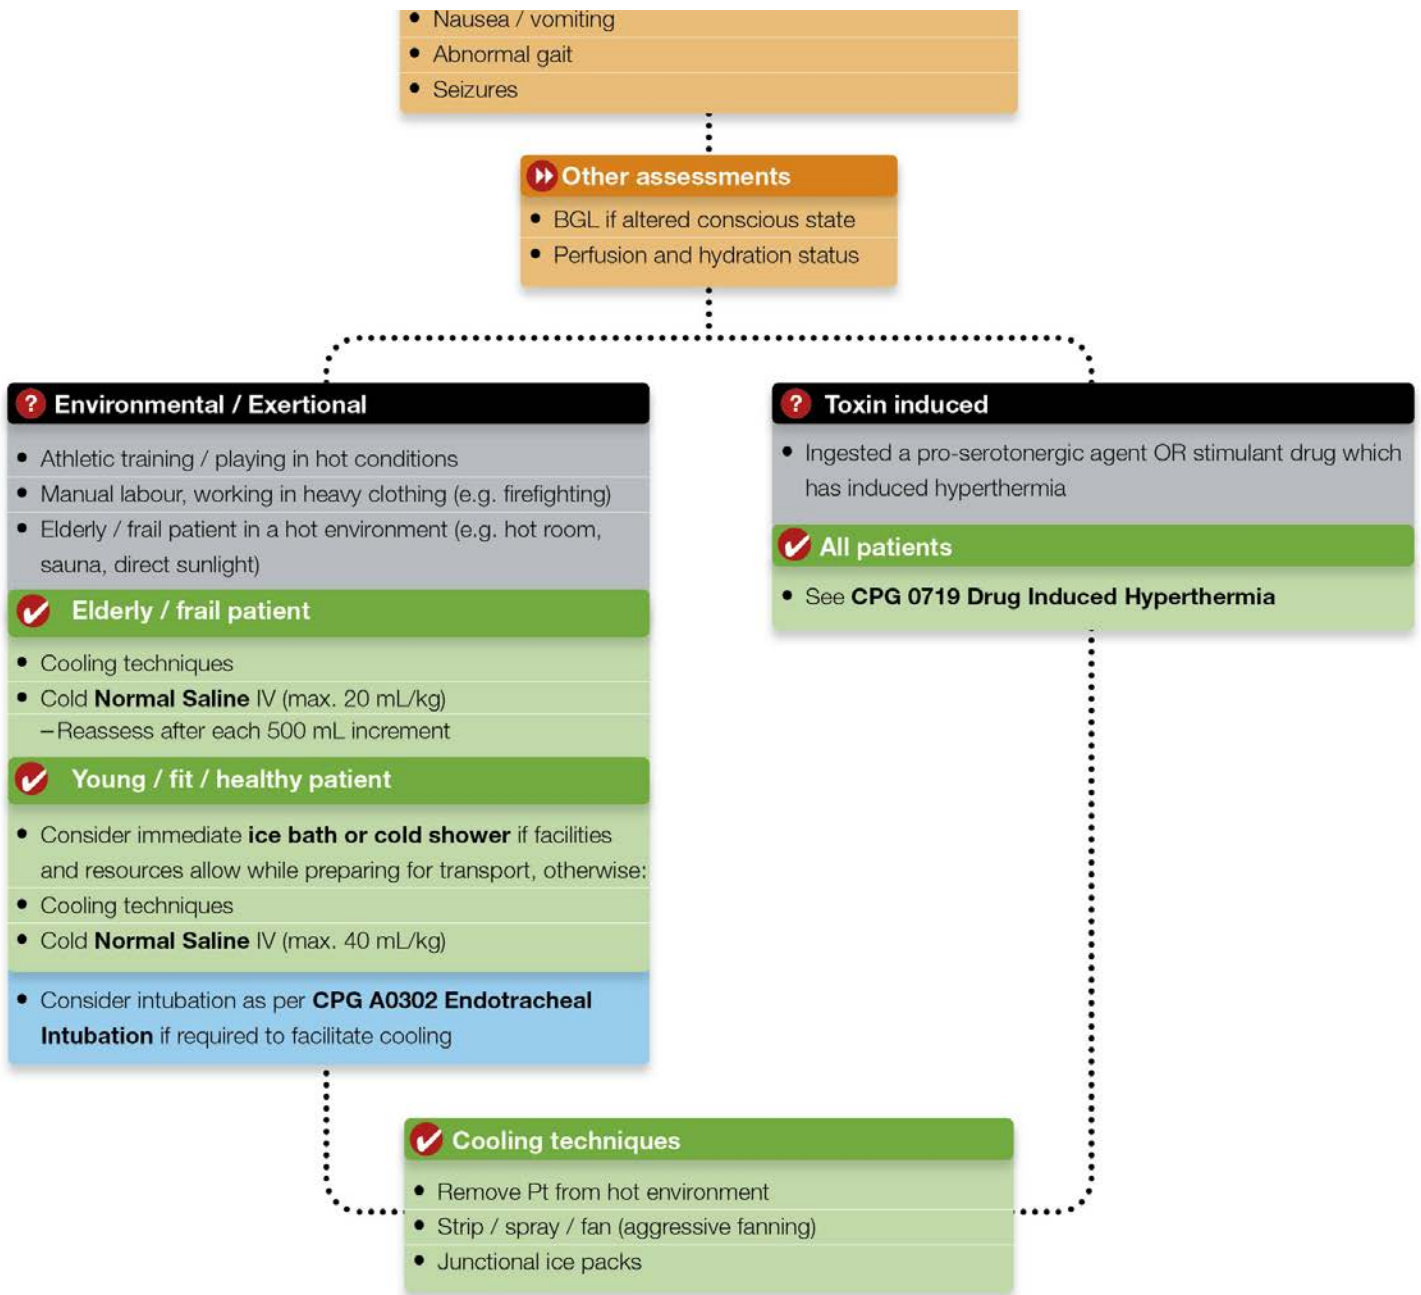 • Nausea / vomiting
• Abnormal gait
• Seizures
Other assessments
• BGL if altered conscious state
• Perfusion and hydration status
? Environmental / Exertional
• Athletic training / playing in hot conditions
• Manual labour, working in heavy clothing (e.g. firefighting)
• Elderly / frail patient in a hot environment (e.g. hot room,
sauna, direct sunlight)
Elderly / frail patient
• Cooling techniques
• Cold Normal Saline IV (max. 20 mL/kg)
– Reassess after each 500 mL increment
Young / fit / healthy patient
• Consider immediate ice bath or cold shower if facilities
and resources allow while preparing for transport, otherwise:
• Cooling techniques
• Cold Normal Saline IV (max. 40 mL/kg)
• Consider intubation as per CPG A0302 Endotracheal
Intubation if required to facilitate cooling
? Toxin induced
• Ingested a pro-serotonergic agent OR stimulant drug which
has induced hyperthermia
All patients
• See CPG 0719 Drug Induced Hyperthermia
Cooling techniques
• Remove Pt from hot environment
• Strip / spray / fan (aggressive fanning)
• Junctional ice packs